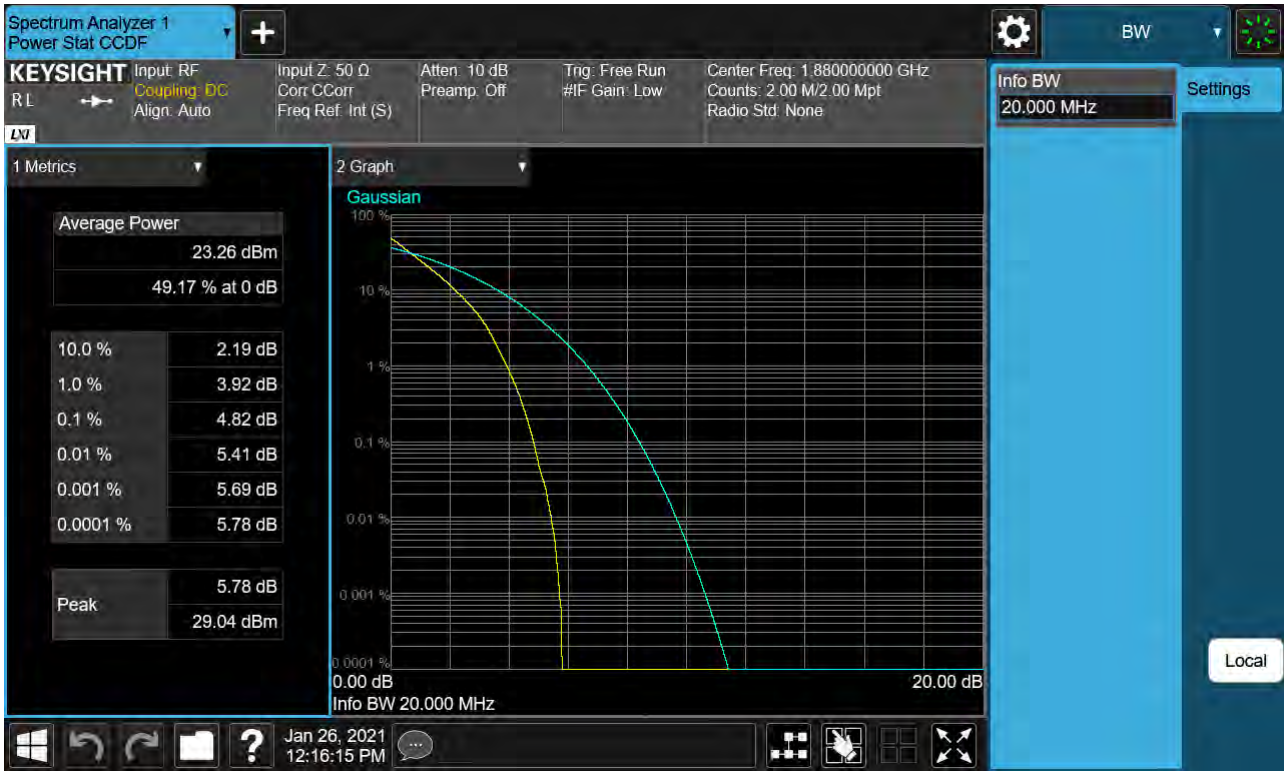 Spectrum Analyzer 1
Power Stat CCDF
BW
KEYSIGHT
RL
LXI
Input: RF
Coupling: DC
Align: Auto
Input Z: 50 Ω
Corr CCorr
Freq Ref: Int (S)
Atten: 10 dB
Preamp: Off
Trig: Free Run
#IF Gain: Low
Center Freq: 1.880000000 GHz
Counts: 2.00 M/2.00 Mpt
Radio Std: None
Info BW
20.000 MHz
Settings
1 Metrics
Average Power
23.26 dBm
49.17 % at 0 dB
10.0 % 2.19 dB
1.0 % 3.92 dB
0.1 % 4.82 dB
0.01 % 5.41 dB
0.001 % 5.69 dB
0.0001 % 5.78 dB
Peak
5.78 dB
29.04 dBm
2 Graph
Gaussian
100 %
10 %
1 %
0.1 %
0.01 %
0.001 %
0.0001 %
0.00 dB 20.00 dB
Info BW 20.000 MHz
Local
?
Jan 26, 2021
12:16:15 PM